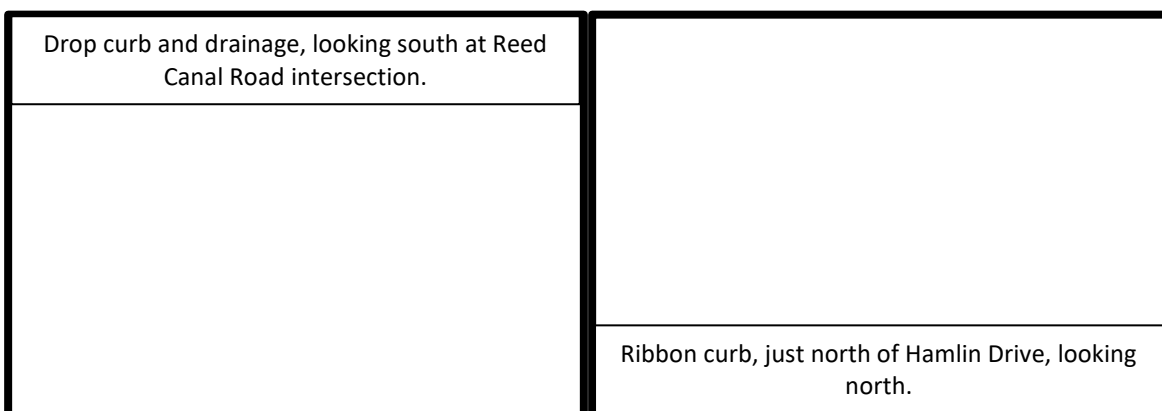 Drop curb and drainage, looking south at Reed
Canal Road intersection.
Ribbon curb, just north of Hamlin Drive, looking
north.